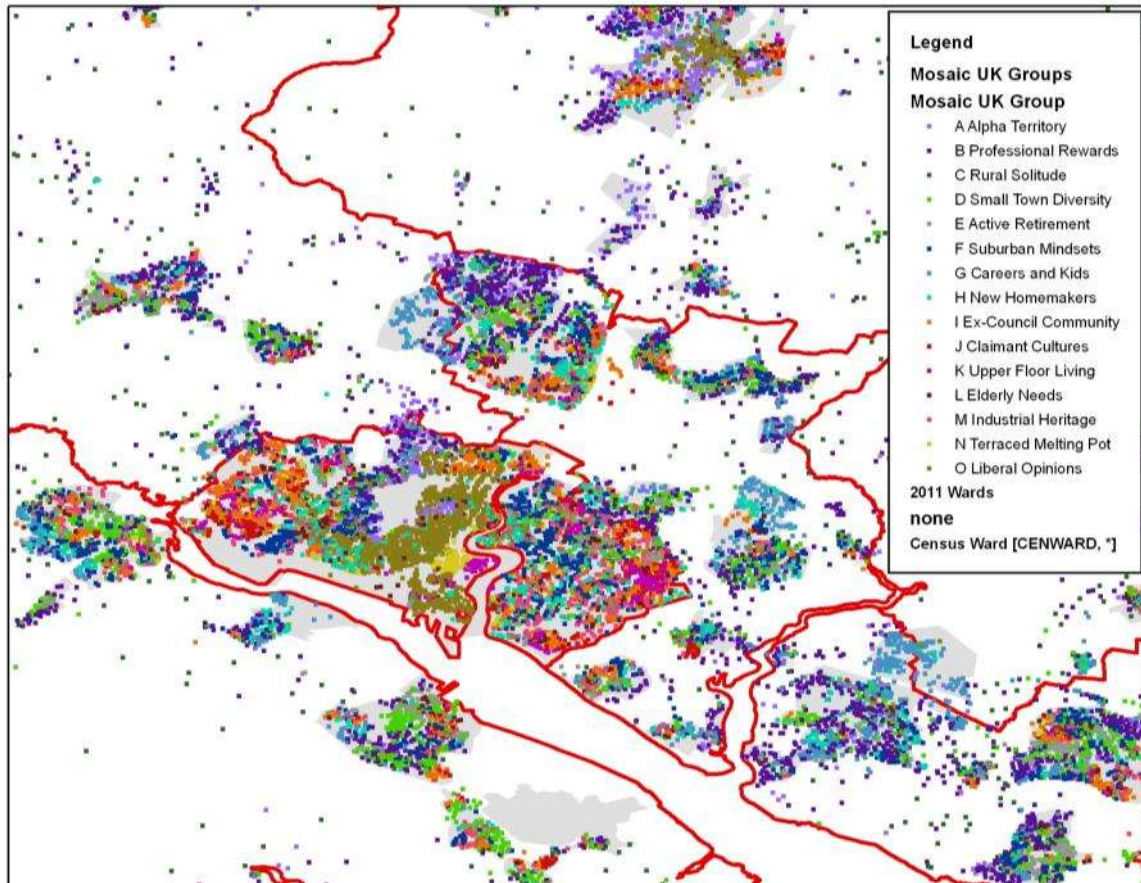 Legend
Mosaic UK Groups
Mosaic UK Group
A Alpha Territory
B Professional Rewards
C Rural Solitude
D Small Town Diversity
E Active Retirement
F Suburban Mindsets
G Careers and Kids
H New Homemakers
I Ex-Council Community
J Claimant Cultures
K Upper Floor Living
L Elderly Needs
M Industrial Heritage
N Terraced Melting Pot
O Liberal Opinions
2011 Wards
none
Census Ward [CENWARD, *]